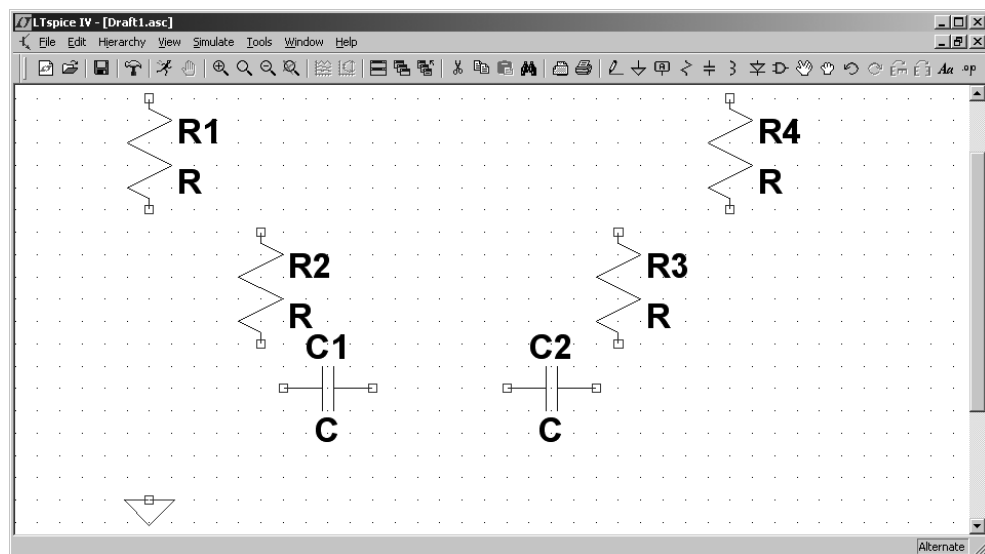 LTspice IV - [Draft1.asc]
File Edit Hierarchy View Simulate Tools Window Help
Aa .op
R1
R
R4
R
R2
R
R3
R
C1
C
C2
C
Alternate